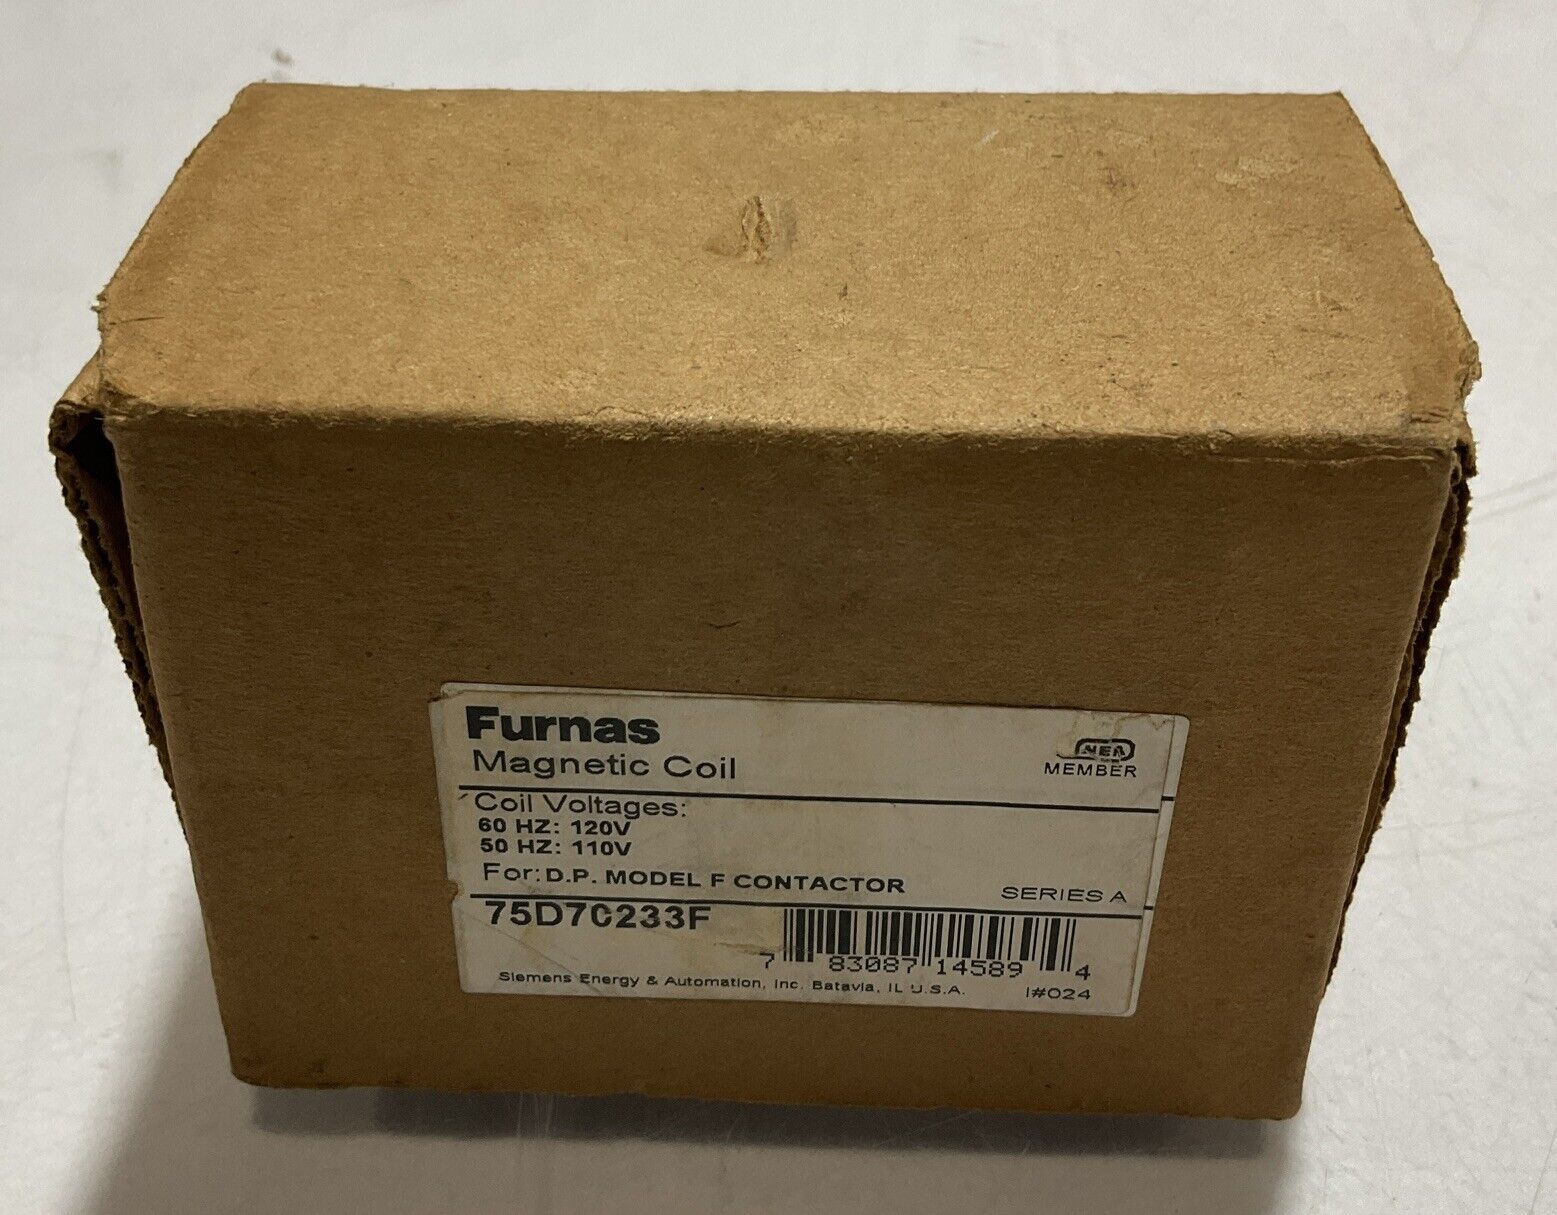 Furnas
Magnetic Coil
NEMA
MEMBER
Coil Voltages:
60 HZ: 120V
50 HZ: 110V
For: D.P. MODEL F CONTACTOR
SERIES A
75D70233F
7 83087 14589 4
Siemens Energy & Automation, Inc. Batavia, IL U.S.A.
I#024